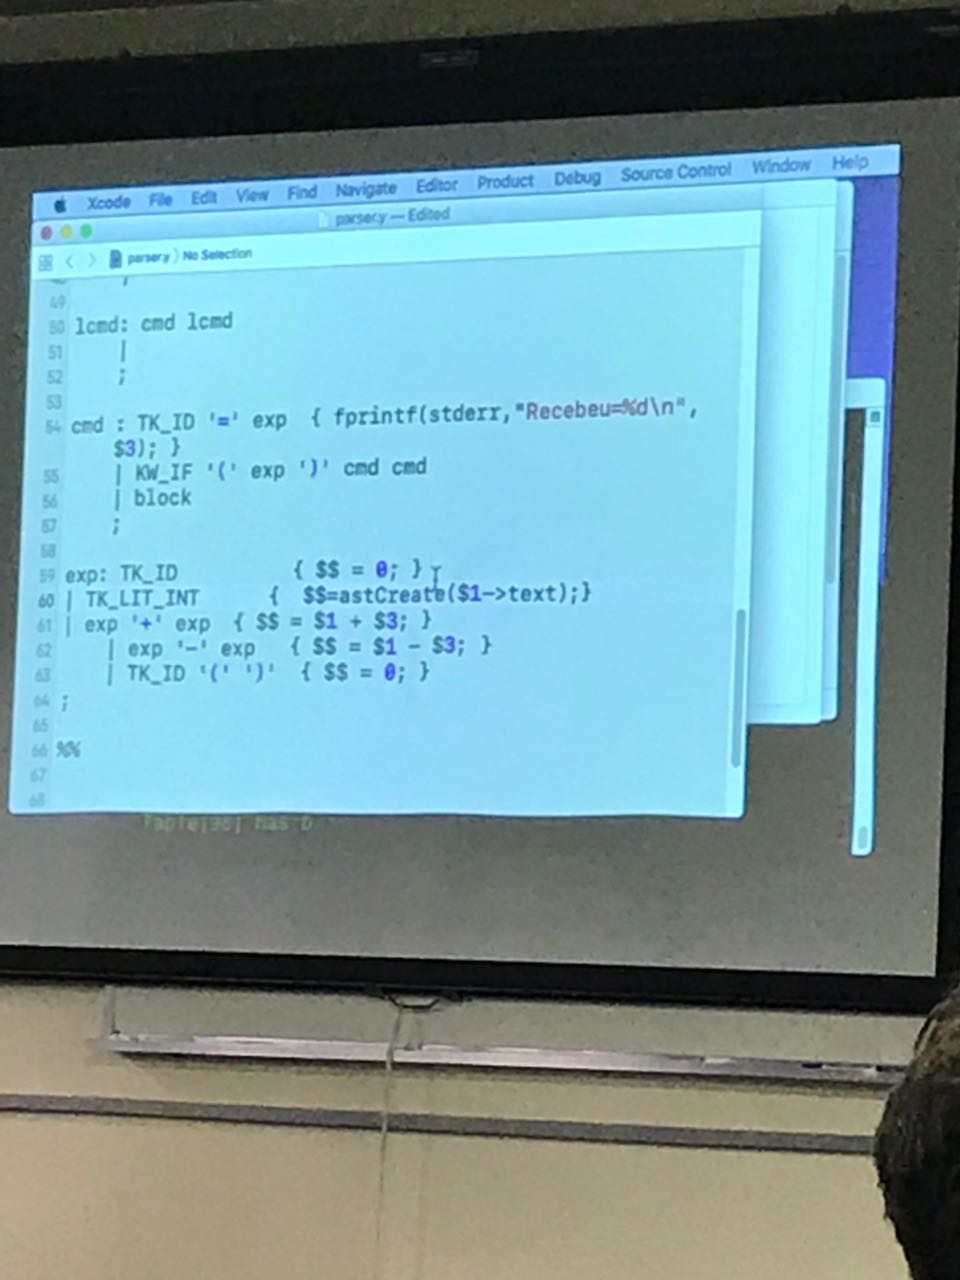 Xcode File Edit View Find Navigate Editor Product Debug Source Control Window Help
parser.y — Edited
parser.y ⟩ No Selection
49 ;
50 lcmd: cmd lcmd
51 |
52 ;
53
54 cmd : TK_ID '=' exp { fprintf(stderr,"Recebeu=%d\n",
$3); }
55 | KW_IF '(' exp ')' cmd cmd
56 | block
57 ;
58
59 exp: TK_ID { $$ = 0; }
60 | TK_LIT_INT { $$=astCreate($1->text);}
61 | exp '+' exp { $$ = $1 + $3; }
62 | exp '-' exp { $$ = $1 - $3; }
63 | TK_ID '(' ')' { $$ = 0; }
64 ;
65
66 %%
67
68
has